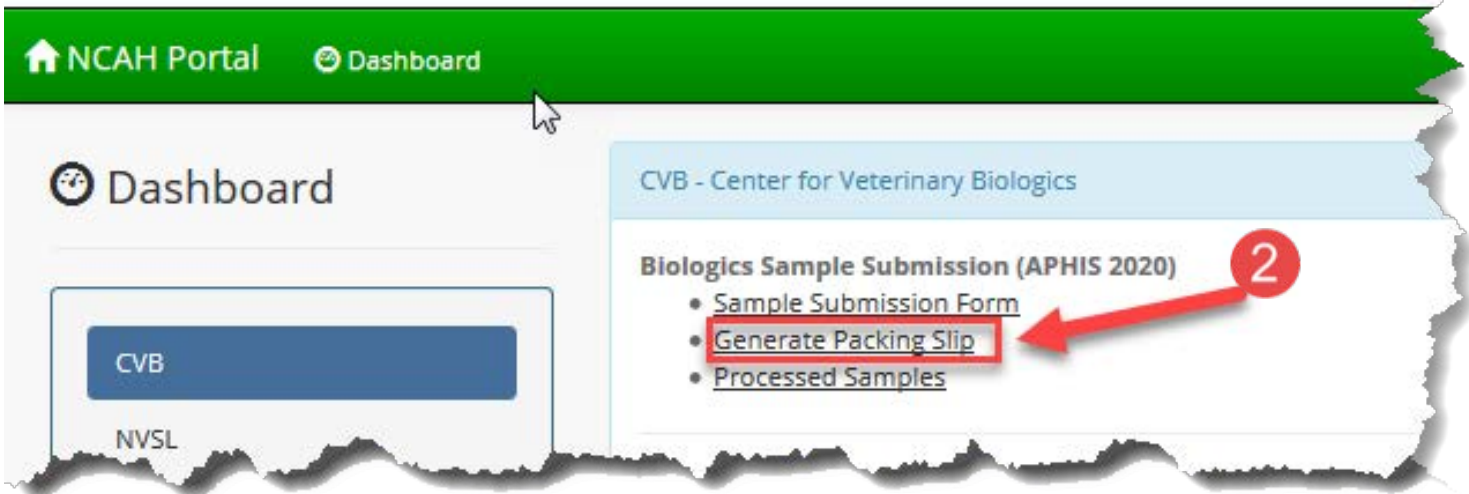 NCAH Portal Dashboard
Dashboard
CVB
NVSL
CVB - Center for Veterinary Biologics
Biologics Sample Submission (APHIS 2020)
• Sample Submission Form
• Generate Packing Slip
• Processed Samples
2